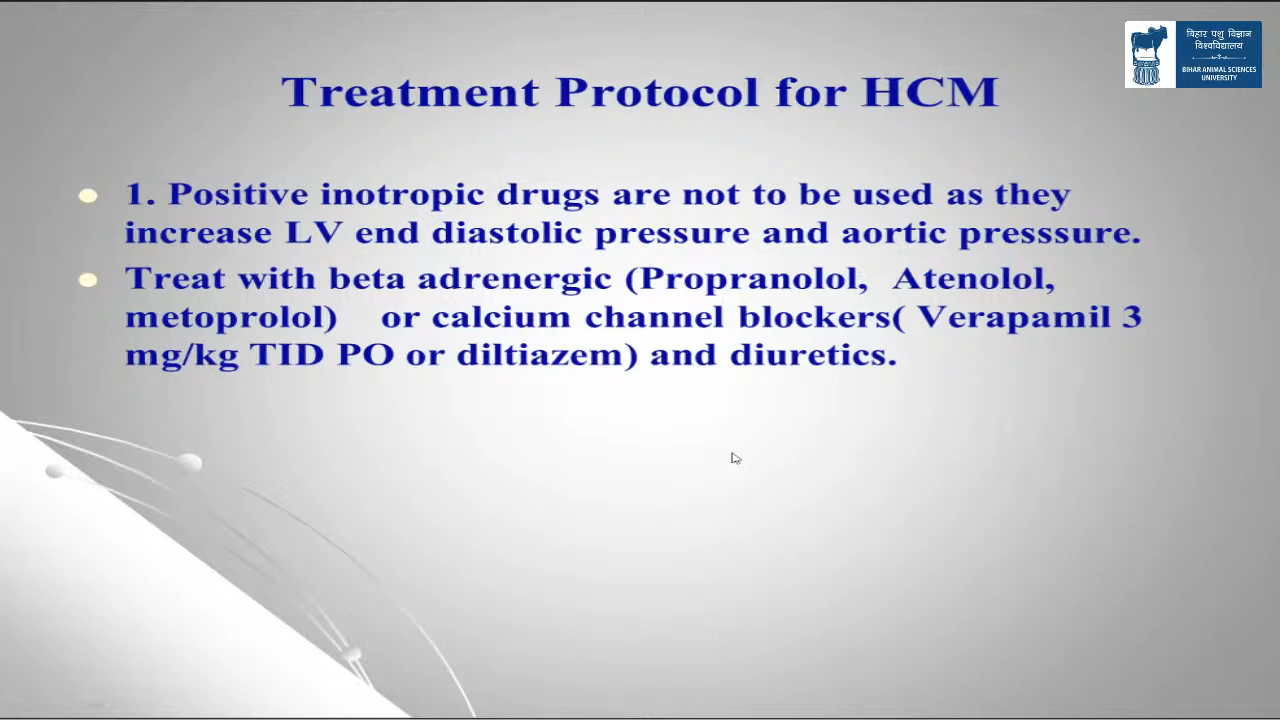 बिहार पशु विज्ञान
विश्वविद्यालय
BIHAR ANIMAL SCIENCES
UNIVERSITY
Treatment Protocol for HCM
1. Positive inotropic drugs are not to be used as they
increase LV end diastolic pressure and aortic presssure.
Treat with beta adrenergic (Propranolol, Atenolol,
metoprolol) or calcium channel blockers( Verapamil 3
mg/kg TID PO or diltiazem) and diuretics.